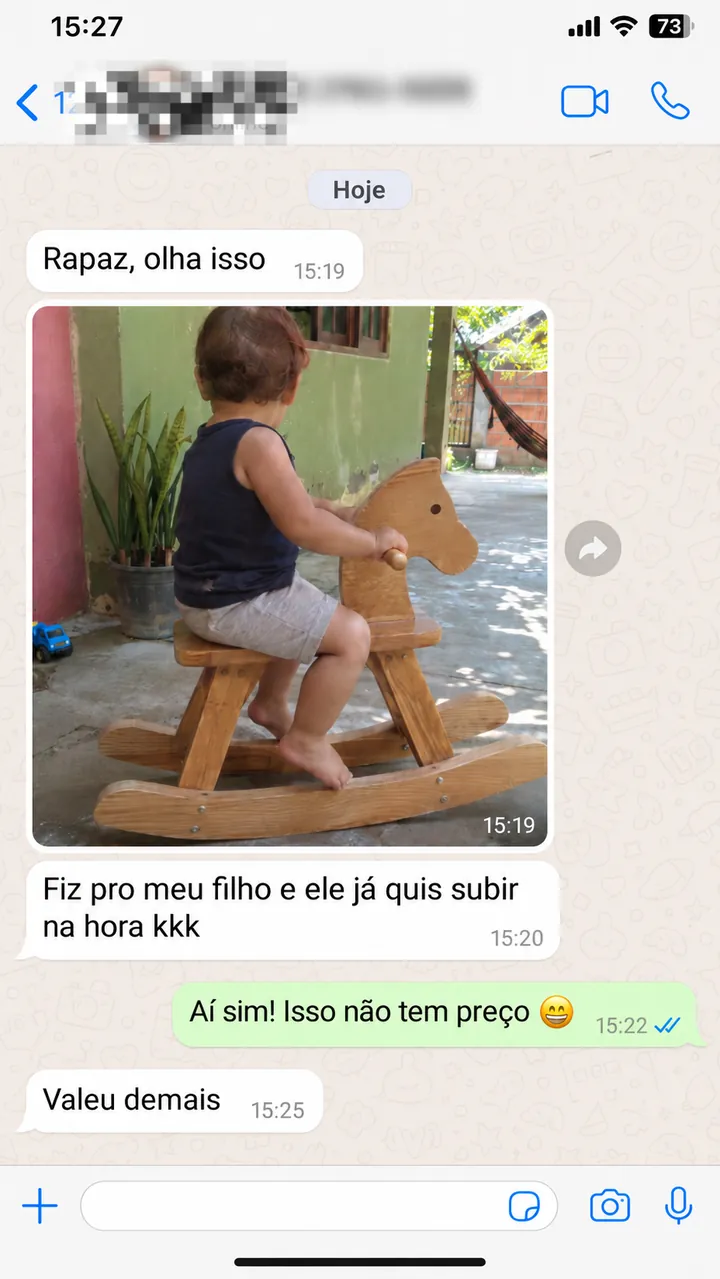 15:27
73
Hoje
Rapaz, olha isso
15:19
15:19
Fiz pro meu filho e ele já quis subir
na hora kkk
15:20
Aí sim! Isso não tem preço 😄
15:22
Valeu demais
15:25